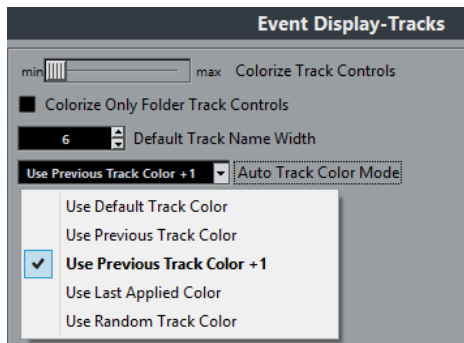 Event Display-Tracks
min max Colorize Track Controls
Colorize Only Folder Track Controls
6 Default Track Name Width
Use Previous Track Color +1 Auto Track Color Mode
Use Default Track Color
Use Previous Track Color
Use Previous Track Color +1
Use Last Applied Color
Use Random Track Color